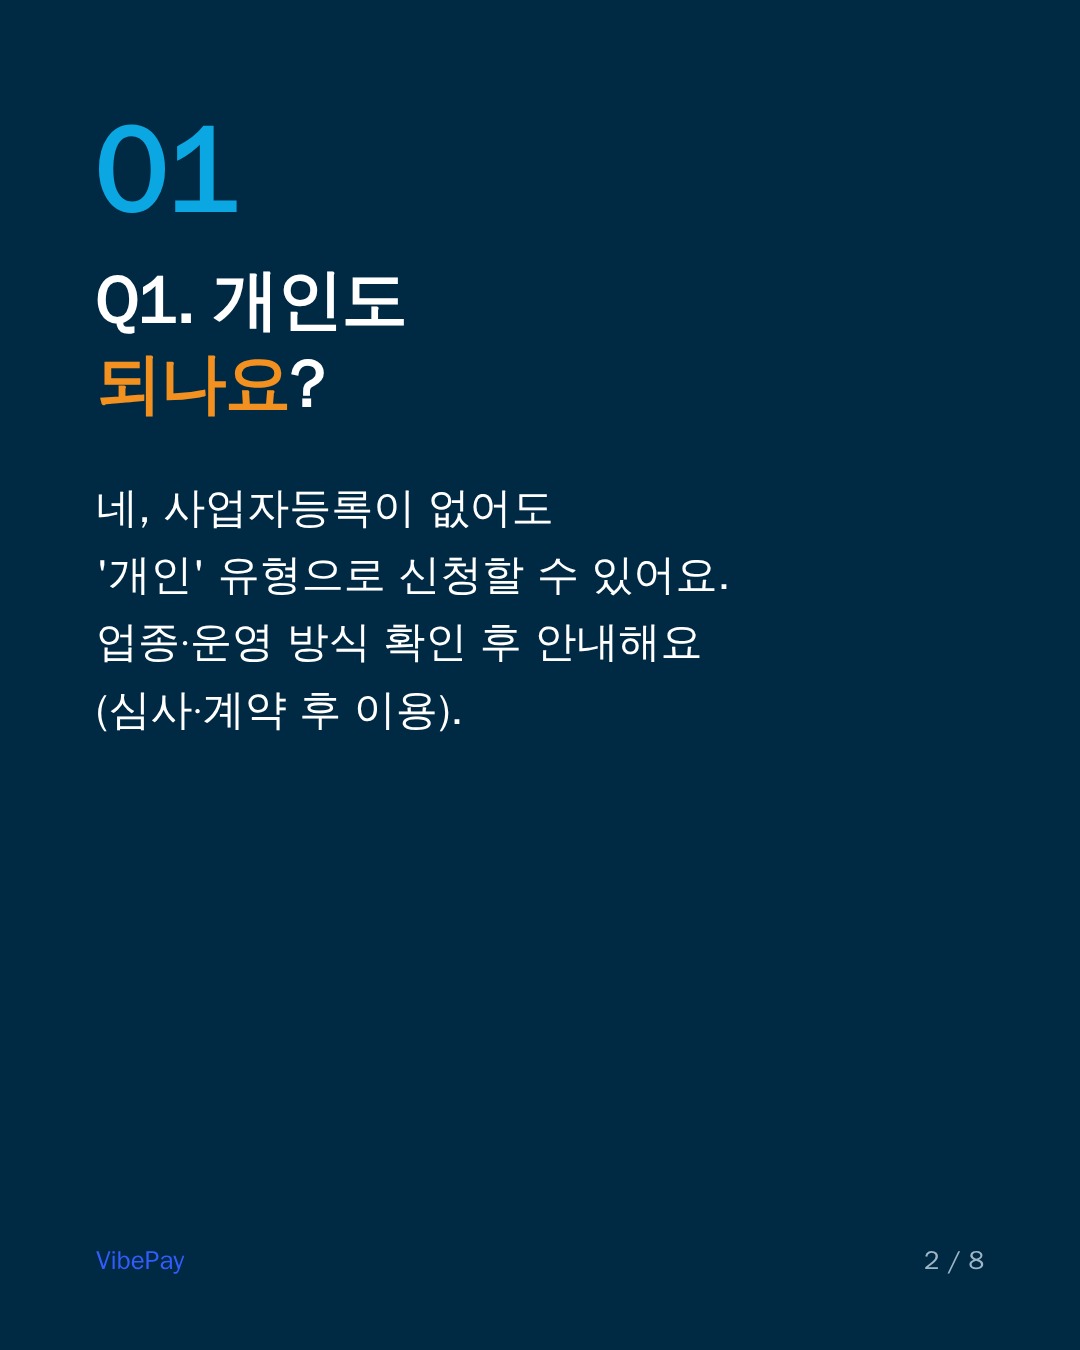 01
Q1. 개인도
되나요?
네, 사업자등록이 없어도
'개인' 유형으로 신청할 수 있어요.
업종·운영 방식 확인 후 안내해요
(심사·계약 후 이용).
VibePay
2 / 8